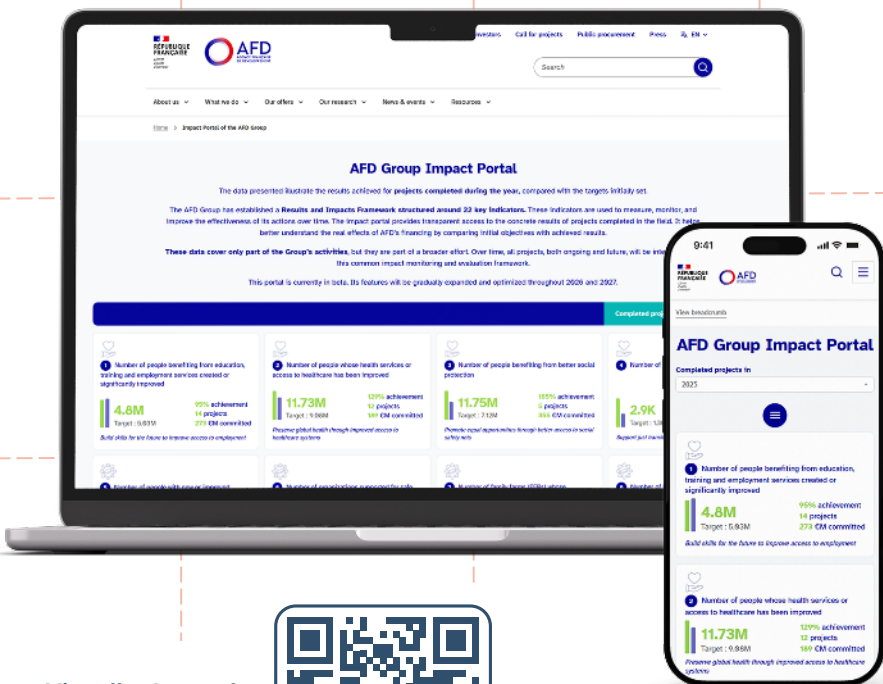 Investors Call for projects Public procurement Press EN
RÉPUBLIQUE
FRANÇAISE
AFD
Search
About us What we do Our offers Our research News & events Resources
Home > Impact Portal of the AFD Group
AFD Group Impact Portal
The data presented illustrate the results achieved for projects completed during the year, compared with the targets initially set.
The AFD Group has established a Results and Impacts Framework structured around 22 key indicators. These indicators are used to measure, monitor, and
improve the effectiveness of its actions over time. The impact portal provides transparent access to the concrete results of projects completed in the field. It helps
better understand the real effects of AFD's financing by comparing initial objectives with achieved results.
These data cover only part of the Group's activities, but they are part of a broader effort. Over time, all projects, both ongoing and future, will be
this common impact monitoring and evaluation framework.
This portal is currently in beta. Its features will be gradually expanded and optimized throughout 2026 and 2027.
Completed
1 Number of people benefiting from education,
training and employment services created or
significantly improved
4.8M
95% achievement
14 projects
273 €M committed
Build skills for the future to improve access to employment
2 Number of people whose health services or
access to healthcare has been improved
11.73M
129% achievement
12 projects
189 €M committed
Preserve global health through improved access to
healthcare systems
3 Number of people benefiting from better social
protection
11.75M
Target : 7.12M
165% achievement
5 projects
€M committed
Promote equal opportunities through better access to social
safety nets
4 Number of
2.9K
Support just
9:41
RÉPUBLIQUE
FRANÇAISE
AFD
View breadcrumb
AFD Group Impact Portal
Completed projects in
2025
1 Number of people benefiting from education,
training and employment services created or
significantly improved
4.8M
Target : 5.03M
95% achievement
14 projects
273 €M committed
Build skills for the future to improve access to employment
2 Number of people whose health services or
access to healthcare has been improved
11.73M
129% achievement
12 projects
189 €M committed
Preserve global health through improved access to healthcare
systems